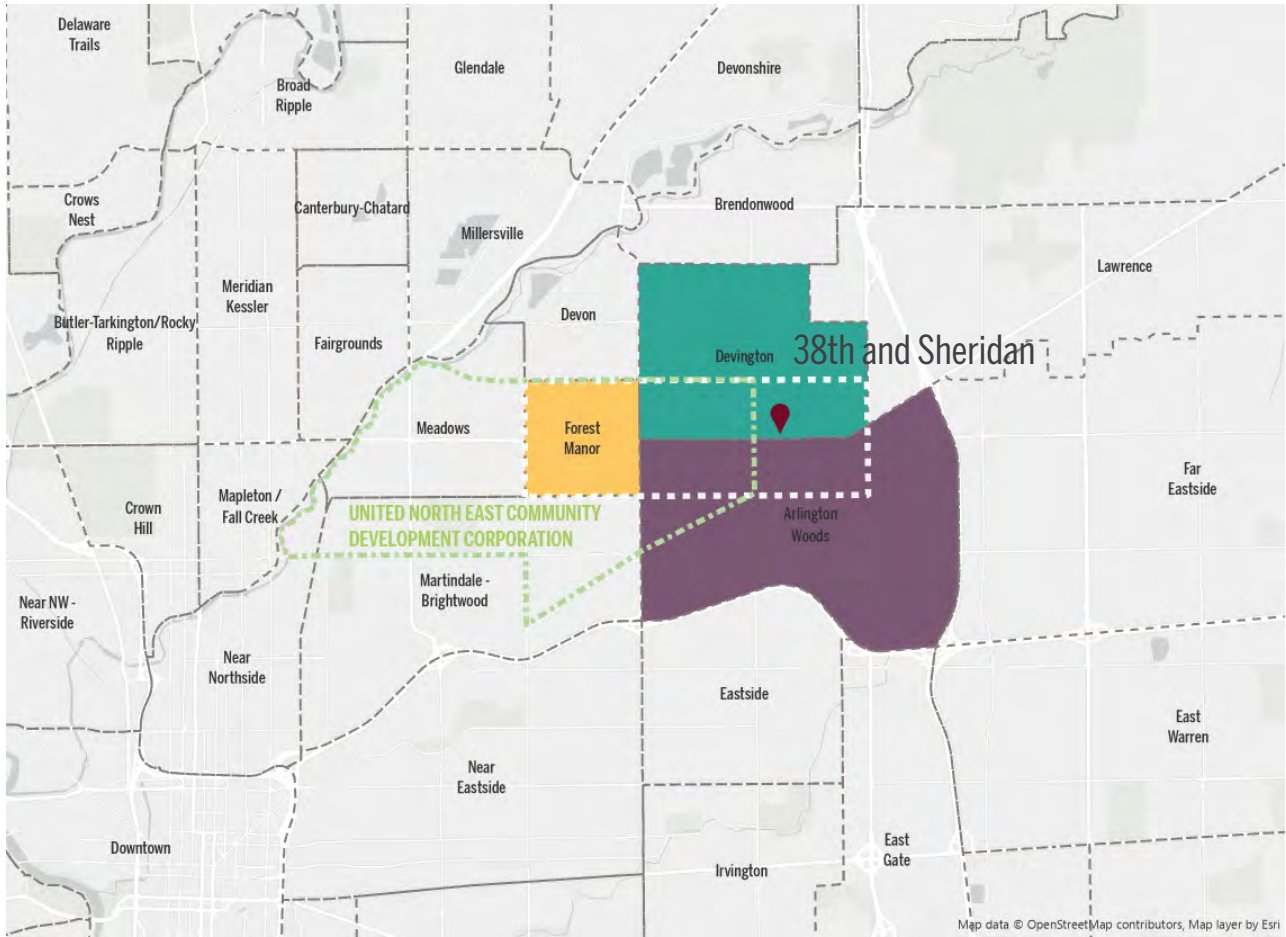 Delaware
Trails
Glendale
Devonshire
Broad
Ripple
Crows
Nest
Canterbury-Chatard
Brendonwood
Millersville
Lawrence
Meridian
Kessler
Devon
Butler-Tarkington/Rocky
Ripple
Fairgrounds
Devington
38th and Sheridan
Meadows
Forest
Manor
Far
Eastside
Mapleton /
Fall Creek
Crown
Hill
UNITED NORTH EAST COMMUNITY
DEVELOPMENT CORPORATION
Arlington
Woods
Martindale -
Brightwood
Near NW -
Riverside
Near
Northside
Eastside
East
Warren
Near
Eastside
Downtown
East
Gate
Irvington
Map data © OpenStreetMap contributors, Map layer by Esri